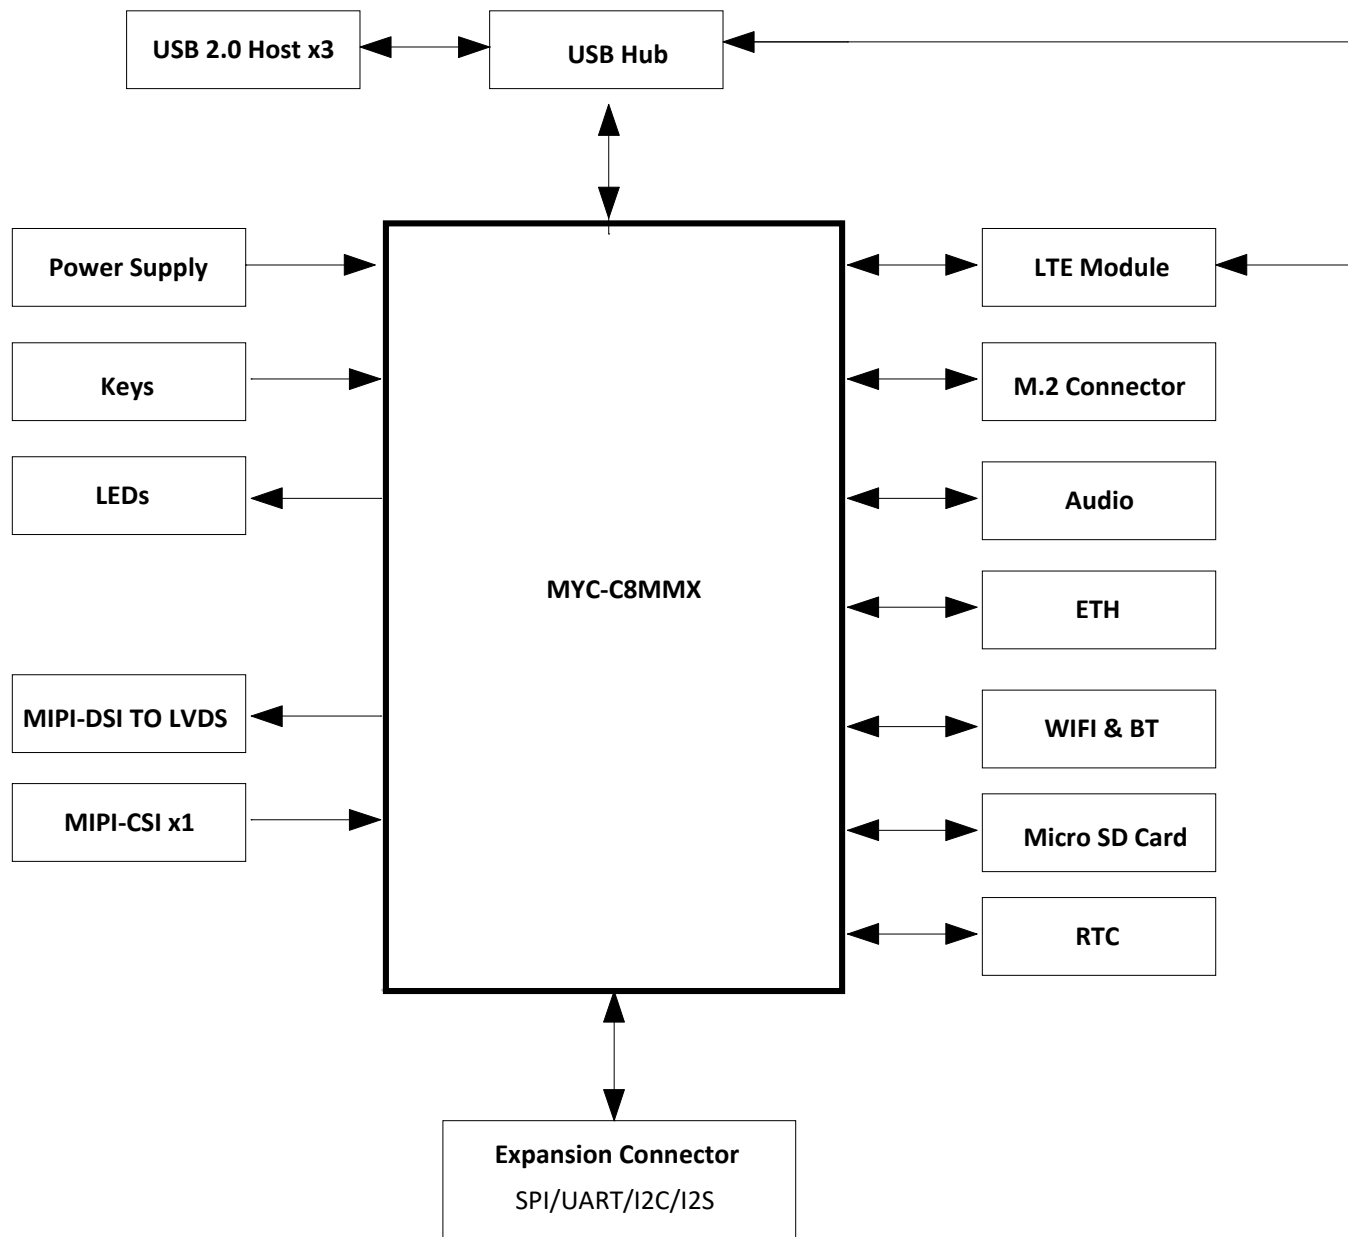 USB 2.0 Host x3
USB Hub
Power Supply
LTE Module
Keys
M.2 Connector
LEDs
Audio
MYC-C8MMX
ETH
MIPI-DSI TO LVDS
WIFI & BT
MIPI-CSI x1
Micro SD Card
RTC
Expansion Connector
SPI/UART/I2C/I2S